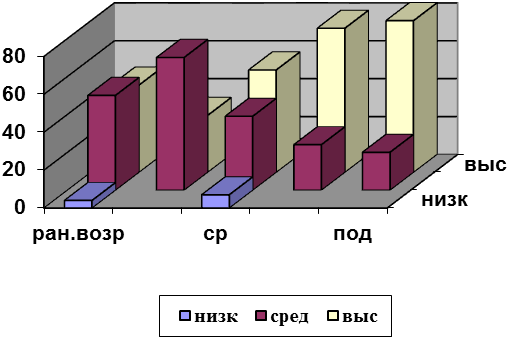 80
60
40
20
0
ран.возр ср под
низк
выс
низк сред выс